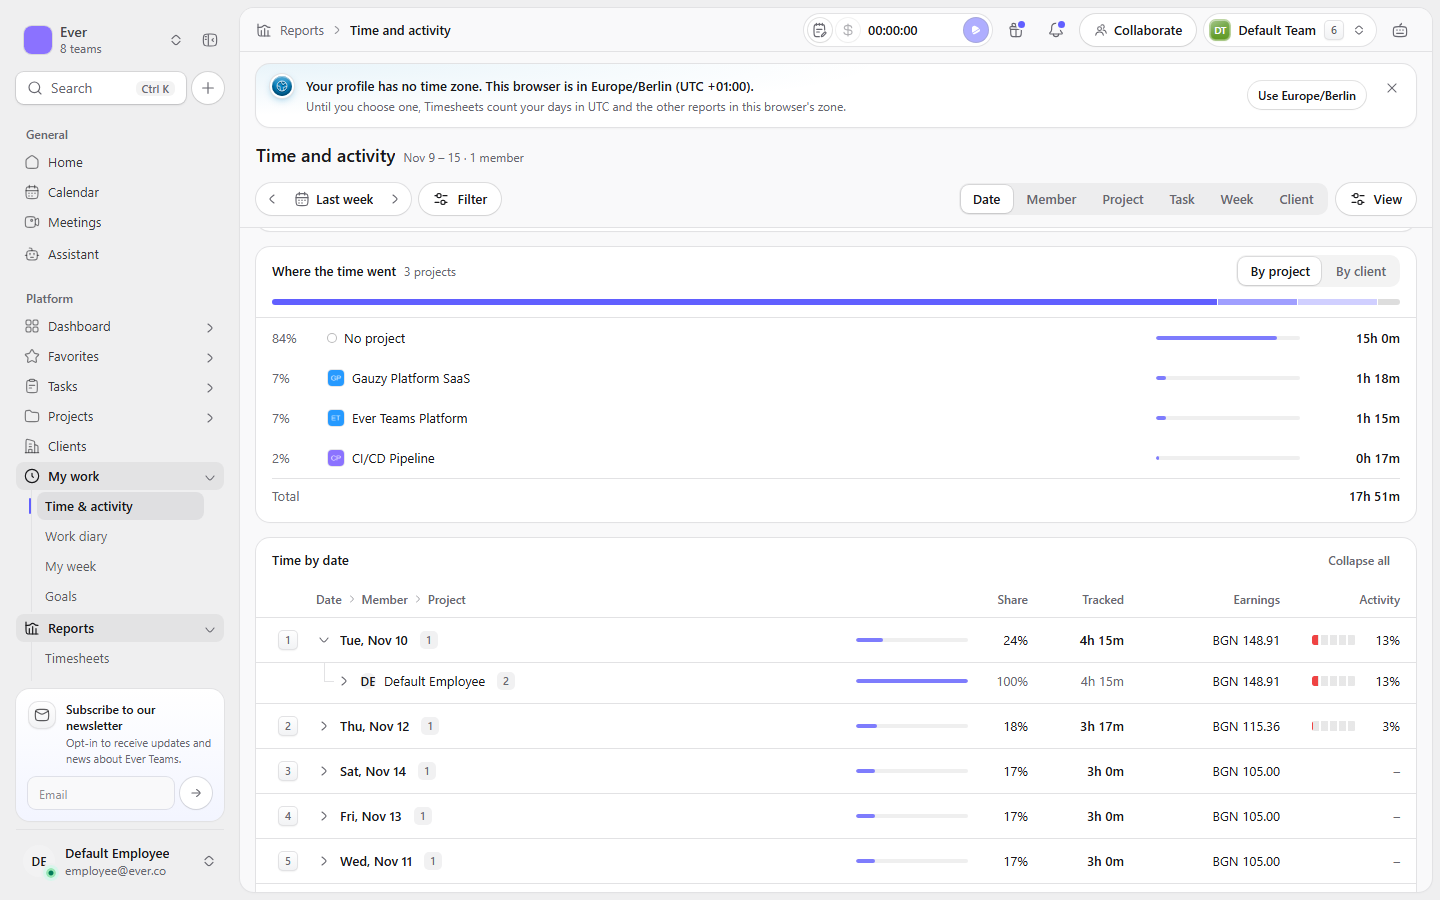 Ever
8 teams
Search
Ctrl K
General
Home
Calendar
Meetings
Assistant
Platform
Dashboard
Favorites
Tasks
Projects
Clients
My work
Time & activity
Work diary
My week
Goals
Reports
Timesheets
Subscribe to our
newsletter
Opt-in to receive updates and
news about Ever Teams.
Email
DE
Default Employee
employee@ever.co
Reports
Time and activity
00:00:00
Collaborate
DT
Default Team
6
Your profile has no time zone. This browser is in Europe/Berlin (UTC +01:00).
Until you choose one, Timesheets count your days in UTC and the other reports in this browser's zone.
Use Europe/Berlin
Time and activity
Nov 9 – 15 · 1 member
Last week
Filter
Date
Member
Project
Task
Week
Client
View
Where the time went
3 projects
By project
By client
84%
No project
15h 0m
7%
GP
Gauzy Platform SaaS
1h 18m
7%
ET
Ever Teams Platform
1h 15m
2%
CP
CI/CD Pipeline
0h 17m
Total
17h 51m
Time by date
Collapse all
Date
Member
Project
Share
Tracked
Earnings
Activity
1
Tue, Nov 10
1
24%
4h 15m
BGN 148.91
13%
DE
Default Employee
2
100%
4h 15m
BGN 148.91
13%
2
Thu, Nov 12
1
18%
3h 17m
BGN 115.36
3%
3
Sat, Nov 14
1
17%
3h 0m
BGN 105.00
–
4
Fri, Nov 13
1
17%
3h 0m
BGN 105.00
–
5
Wed, Nov 11
1
17%
3h 0m
BGN 105.00
–